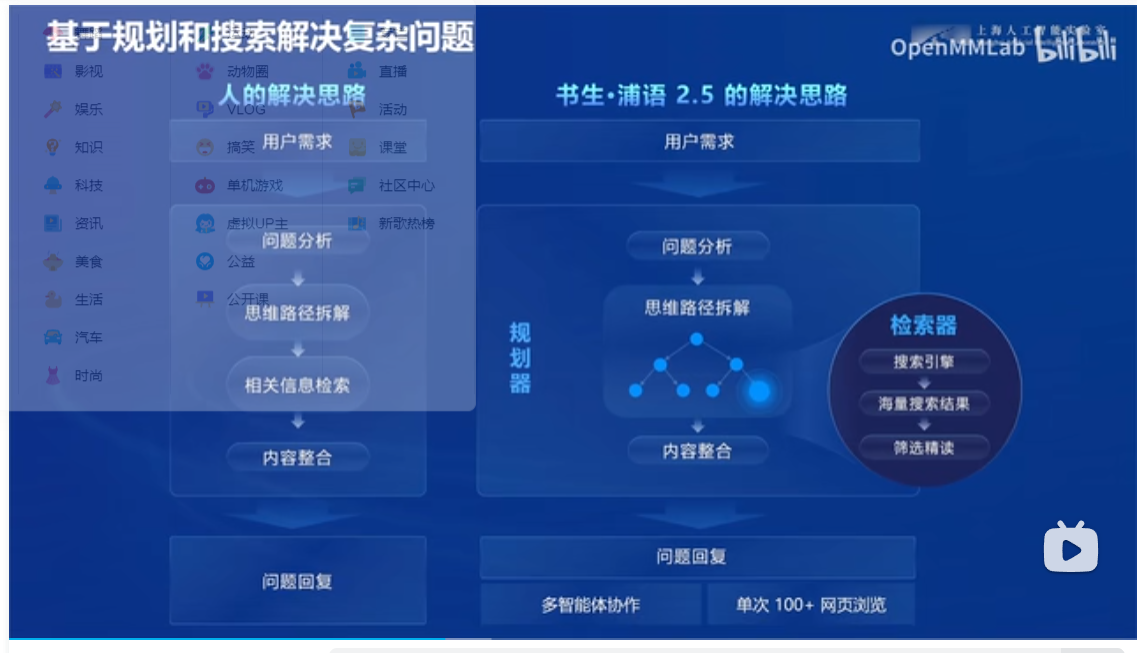 基于规划和搜索解决复杂问题
上海人工智能实验室
OpenMMLab bilibili
影视 动物圈 直播
娱乐 VLOG 活动
知识 搞笑 课堂
科技 单机游戏 社区中心
资讯 虚拟UP主 新歌热榜
美食 公益
生活 公开课
汽车
时尚
人的解决思路
用户需求
问题分析
思维路径拆解
相关信息检索
内容整合
问题回复
书生·浦语 2.5 的解决思路
用户需求
规划器
问题分析
思维路径拆解
内容整合
检索器
搜索引擎
海量搜索结果
筛选精读
问题回复
多智能体协作
单次 100+ 网页浏览